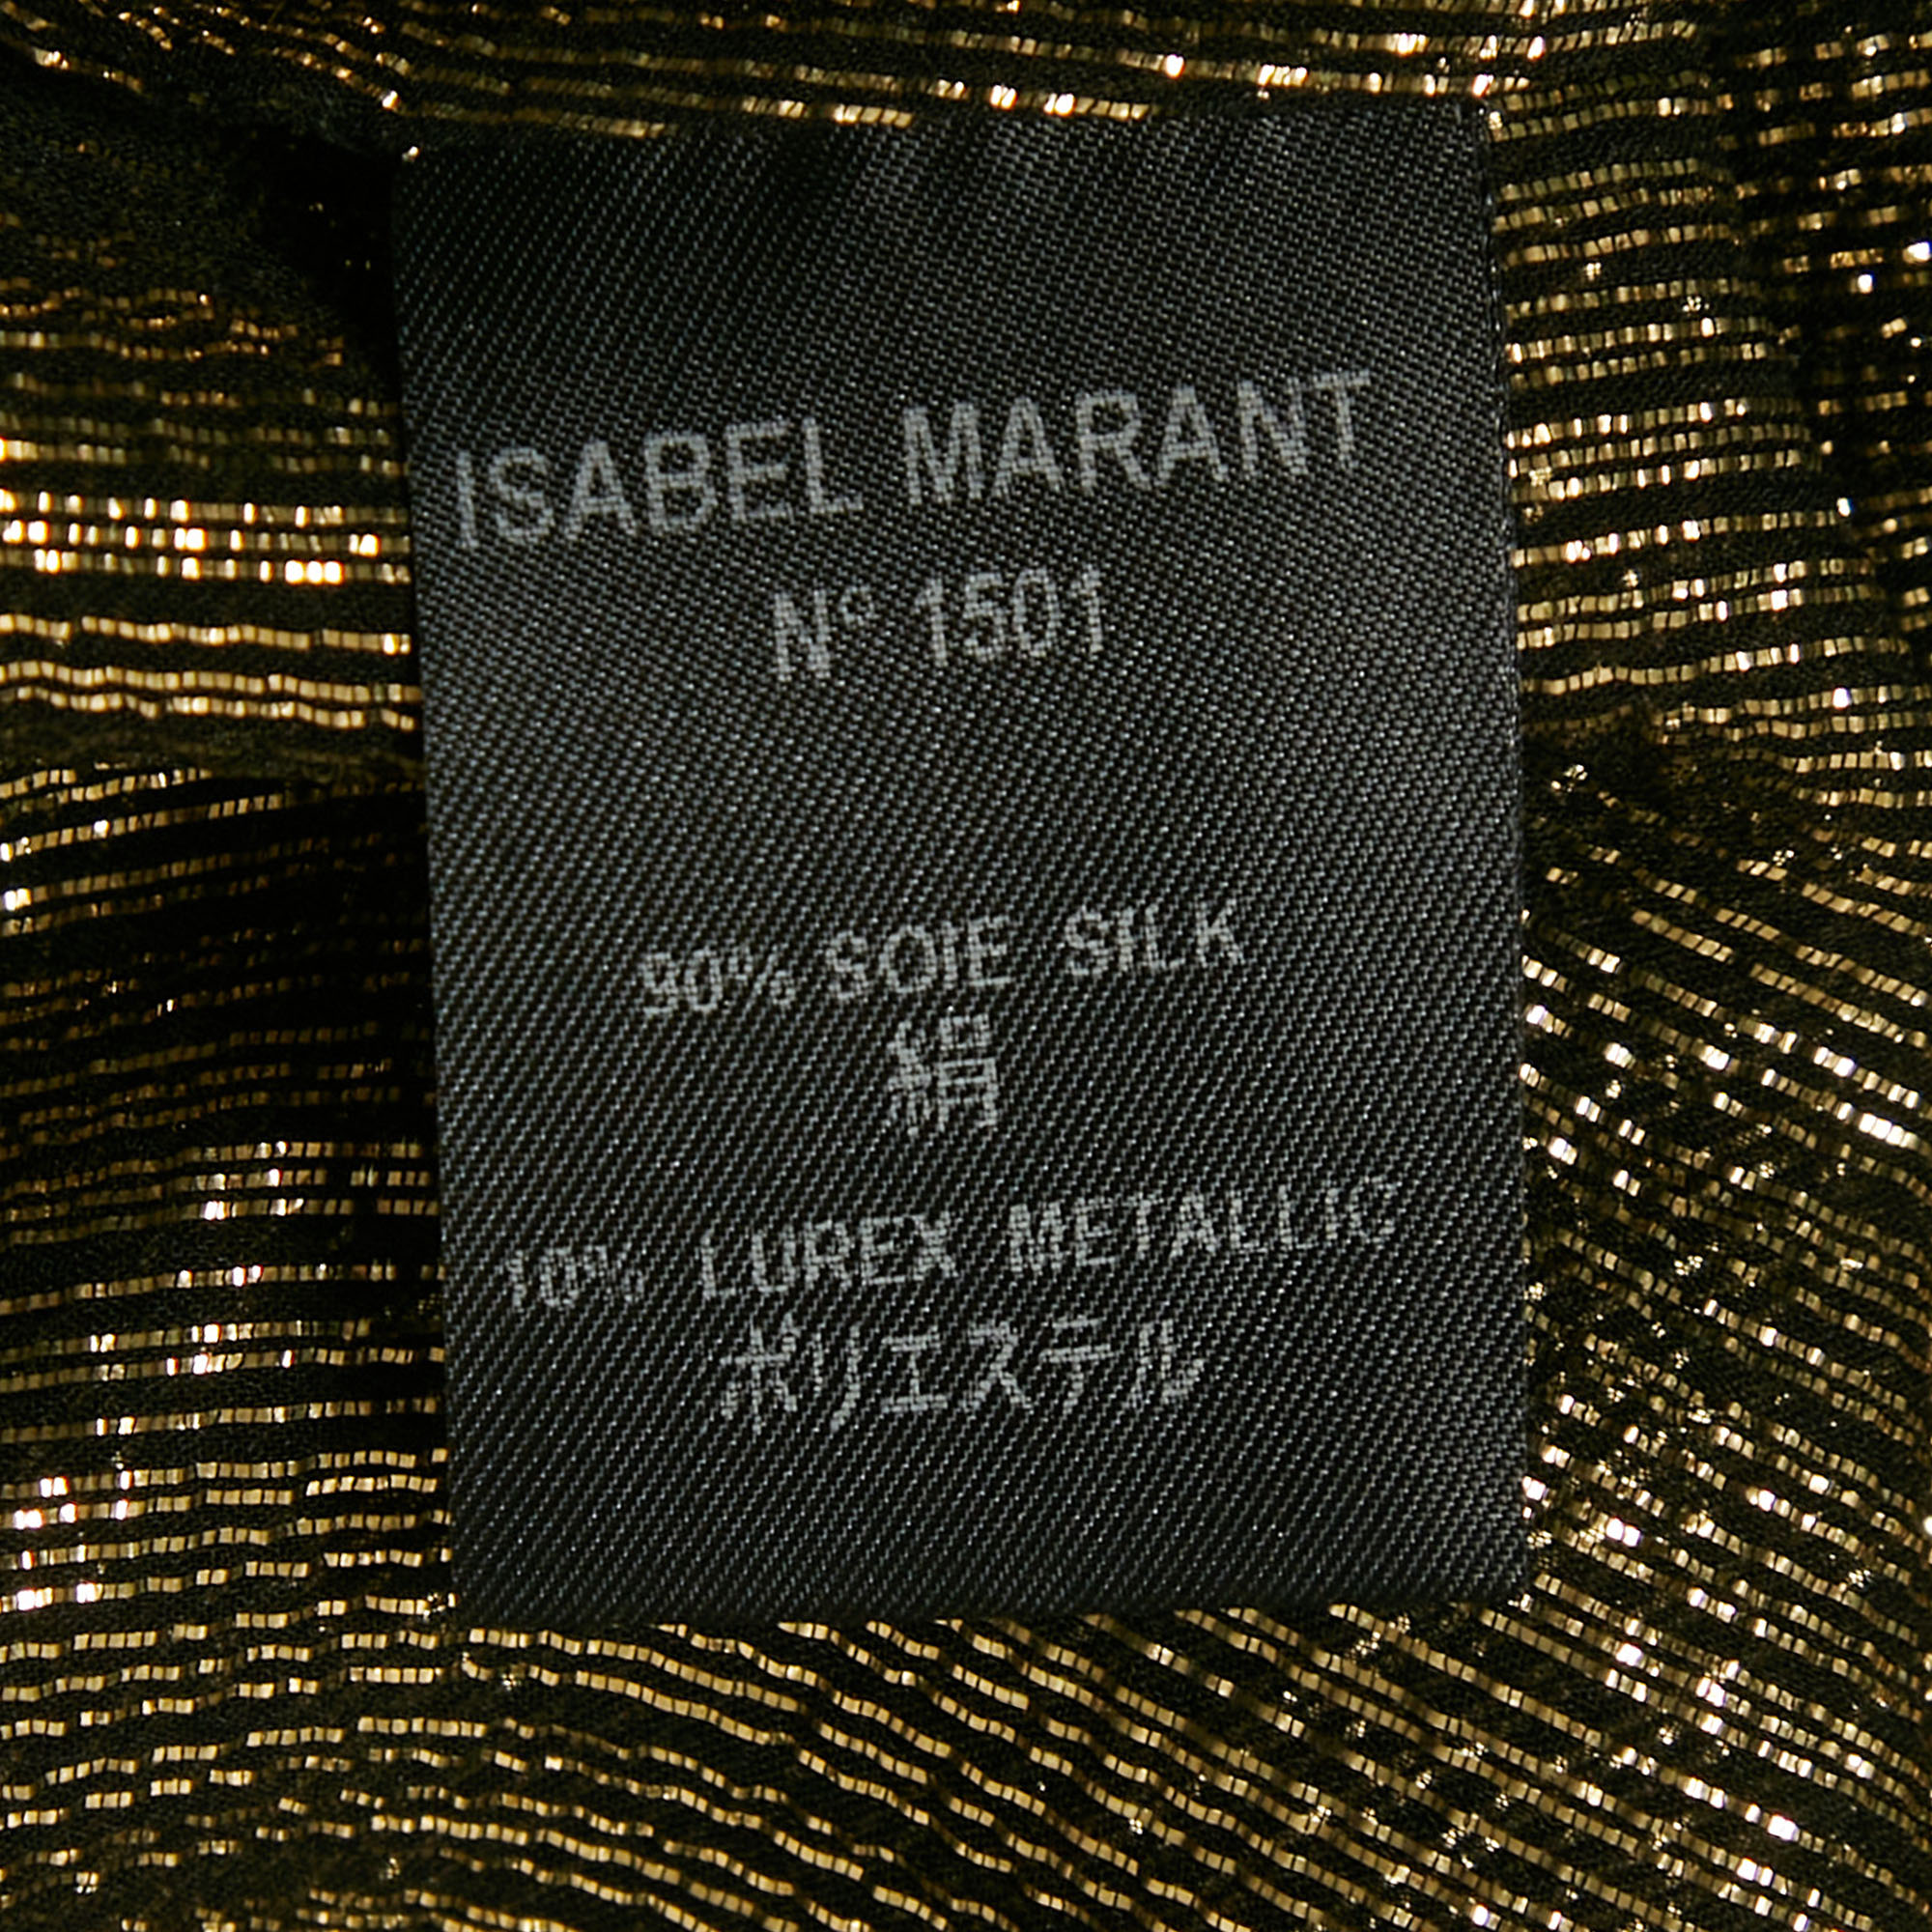 ISABEL MARANT
N° 1501
90% SOIE SILK
絹
10% LUREX METALLIC
ポリエステル